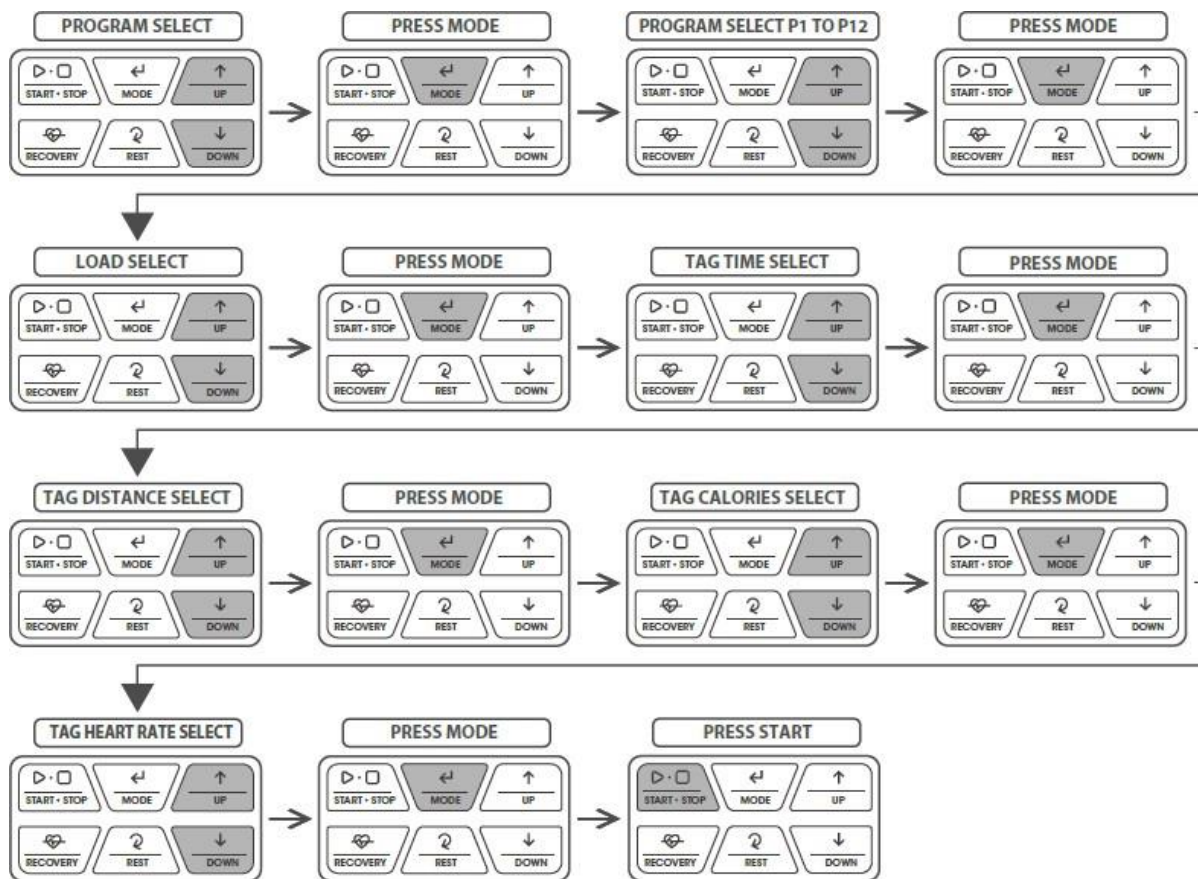 PROGRAM SELECT
PRESS MODE
PROGRAM SELECT P1 TO P12
PRESS MODE
START • STOP MODE UP
START • STOP MODE UP
START • STOP MODE UP
START • STOP MODE UP
RECOVERY REST DOWN
RECOVERY REST DOWN
RECOVERY REST DOWN
RECOVERY REST DOWN
LOAD SELECT
PRESS MODE
TAG TIME SELECT
PRESS MODE
START • STOP MODE UP
START • STOP MODE UP
START • STOP MODE UP
START • STOP MODE UP
RECOVERY REST DOWN
RECOVERY REST DOWN
RECOVERY REST DOWN
RECOVERY REST DOWN
TAG DISTANCE SELECT
PRESS MODE
TAG CALORIES SELECT
PRESS MODE
START • STOP MODE UP
START • STOP MODE UP
START • STOP MODE UP
START • STOP MODE UP
RECOVERY REST DOWN
RECOVERY REST DOWN
RECOVERY REST DOWN
RECOVERY REST DOWN
TAG HEART RATE SELECT
PRESS MODE
PRESS START
START • STOP MODE UP
START • STOP MODE UP
START • STOP MODE UP
RECOVERY REST DOWN
RECOVERY REST DOWN
RECOVERY REST DOWN